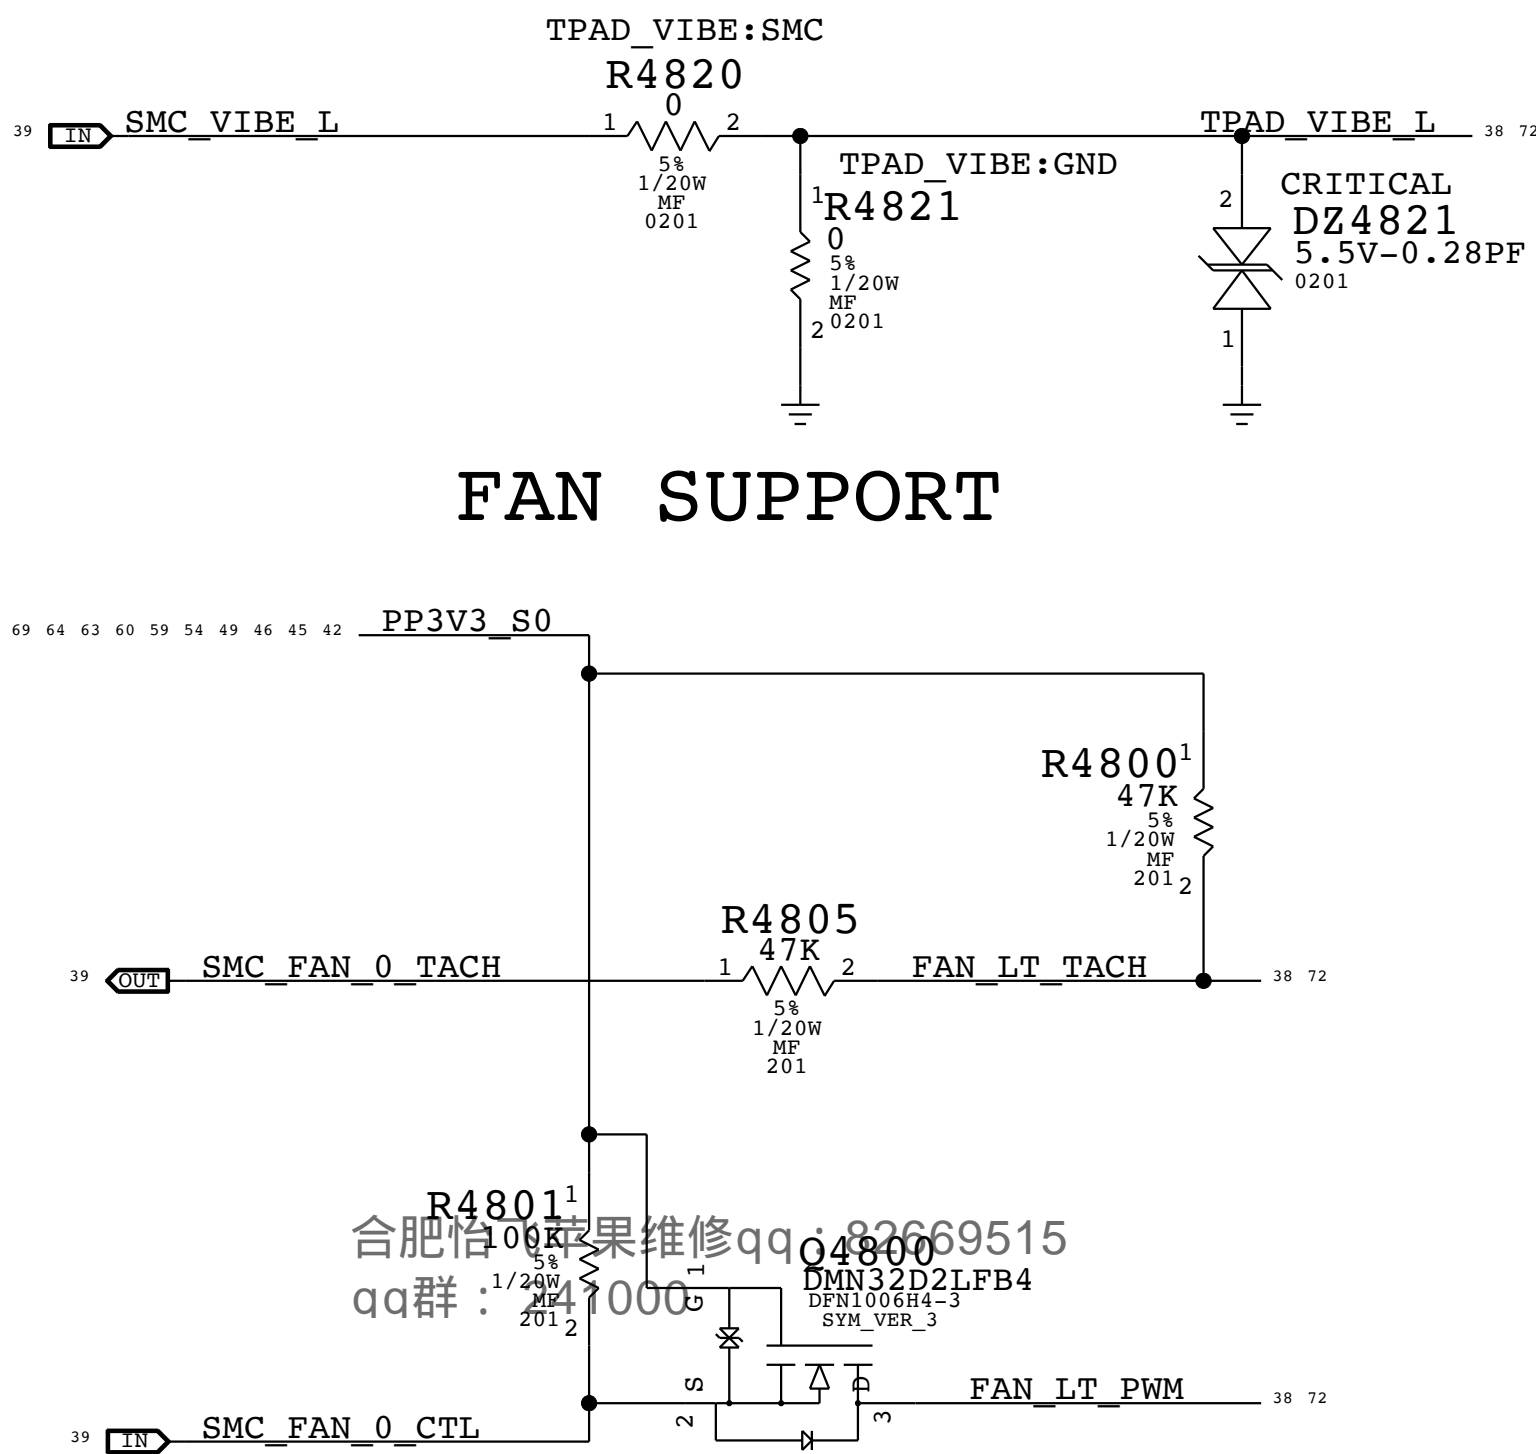 TPAD_VIBE:SMC
R4820
0
39 IN SMC_VIBE_L 1 2 TPAD_VIBE_L 38 72
5%
1/20W
MF
0201
TPAD_VIBE:GND
1 R4821
0
5%
1/20W
MF
0201
2
CRITICAL
2 DZ4821
5.5V-0.28PF
0201
1
FAN SUPPORT
69 64 63 60 59 54 49 46 45 42 PP3V3_S0
R4800 1
47K
5%
1/20W
MF
201 2
R4805
47K
39 OUT SMC_FAN_0_TACH 1 2 FAN_LT_TACH 38 72
5%
1/20W
MF
201
R4801 1
100K
5%
1/20W
MF
201 2
合肥怡飞苹果维修qq：82669515
qq群：241000
Q4800
DMN32D2LFB4
DFN1006H4-3
SYM_VER_3
G 1
S 2
D 3
FAN_LT_PWM 38 72
39 IN SMC_FAN_0_CTL